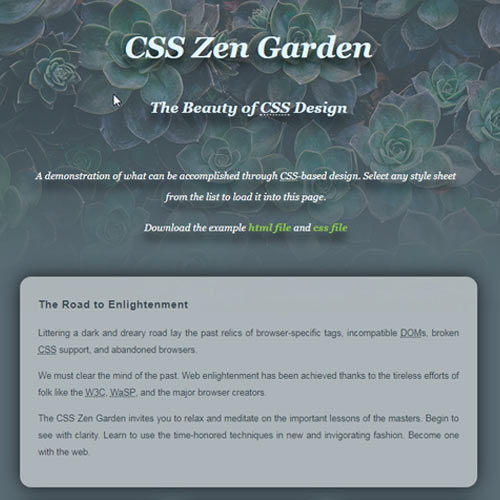 CSS Zen Garden
The Beauty of CSS Design
A demonstration of what can be accomplished through CSS-based design. Select any style sheet
from the list to load it into this page.
Download the example html file and css file
The Road to Enlightenment
Littering a dark and dreary road lay the past relics of browser-specific tags, incompatible DOMs, broken
CSS support, and abandoned browsers.
We must clear the mind of the past. Web enlightenment has been achieved thanks to the tireless efforts of
folk like the W3C, WaSP, and the major browser creators.
The CSS Zen Garden invites you to relax and meditate on the important lessons of the masters. Begin to
see with clarity. Learn to use the time-honored techniques in new and invigorating fashion. Become one
with the web.